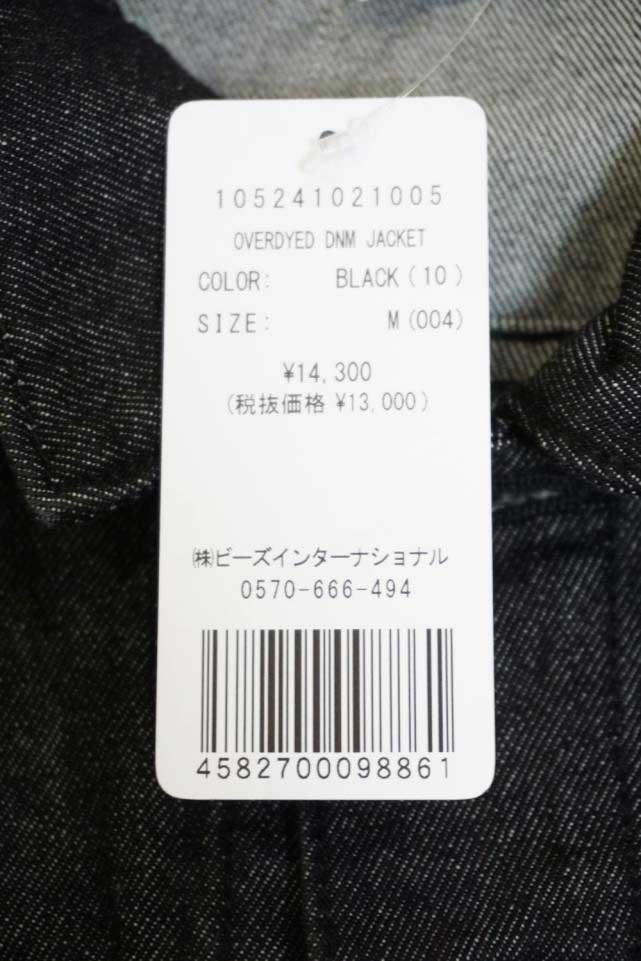 105241021005
OVERDYED DNM JACKET
COLOR: BLACK(10)
SIZE: M(004)
¥14,300
(税抜価格 ¥13,000)
㈱ビーズインターナショナル
0570-666-494
4582700098861